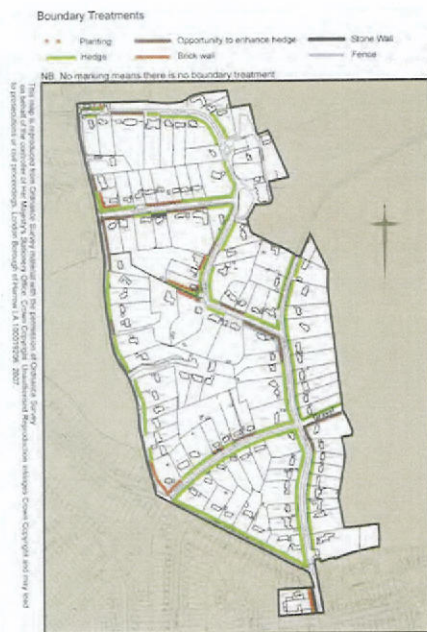 Boundary Treatments
Planting
Opportunity to enhance hedge
Stone Wall
Hedge
Brick wall
Fence
NB. No marking means there is no boundary treatment
This map is reproduced from Ordnance Survey material with the permission of Ordnance Survey
on behalf of the controller of Her Majesty's Stationery Office. Crown Copyright. Unauthorised Reproduction infringes Crown Copyright and may lead
to prosecutions or civil proceedings. London Borough of Harrow LA 2007